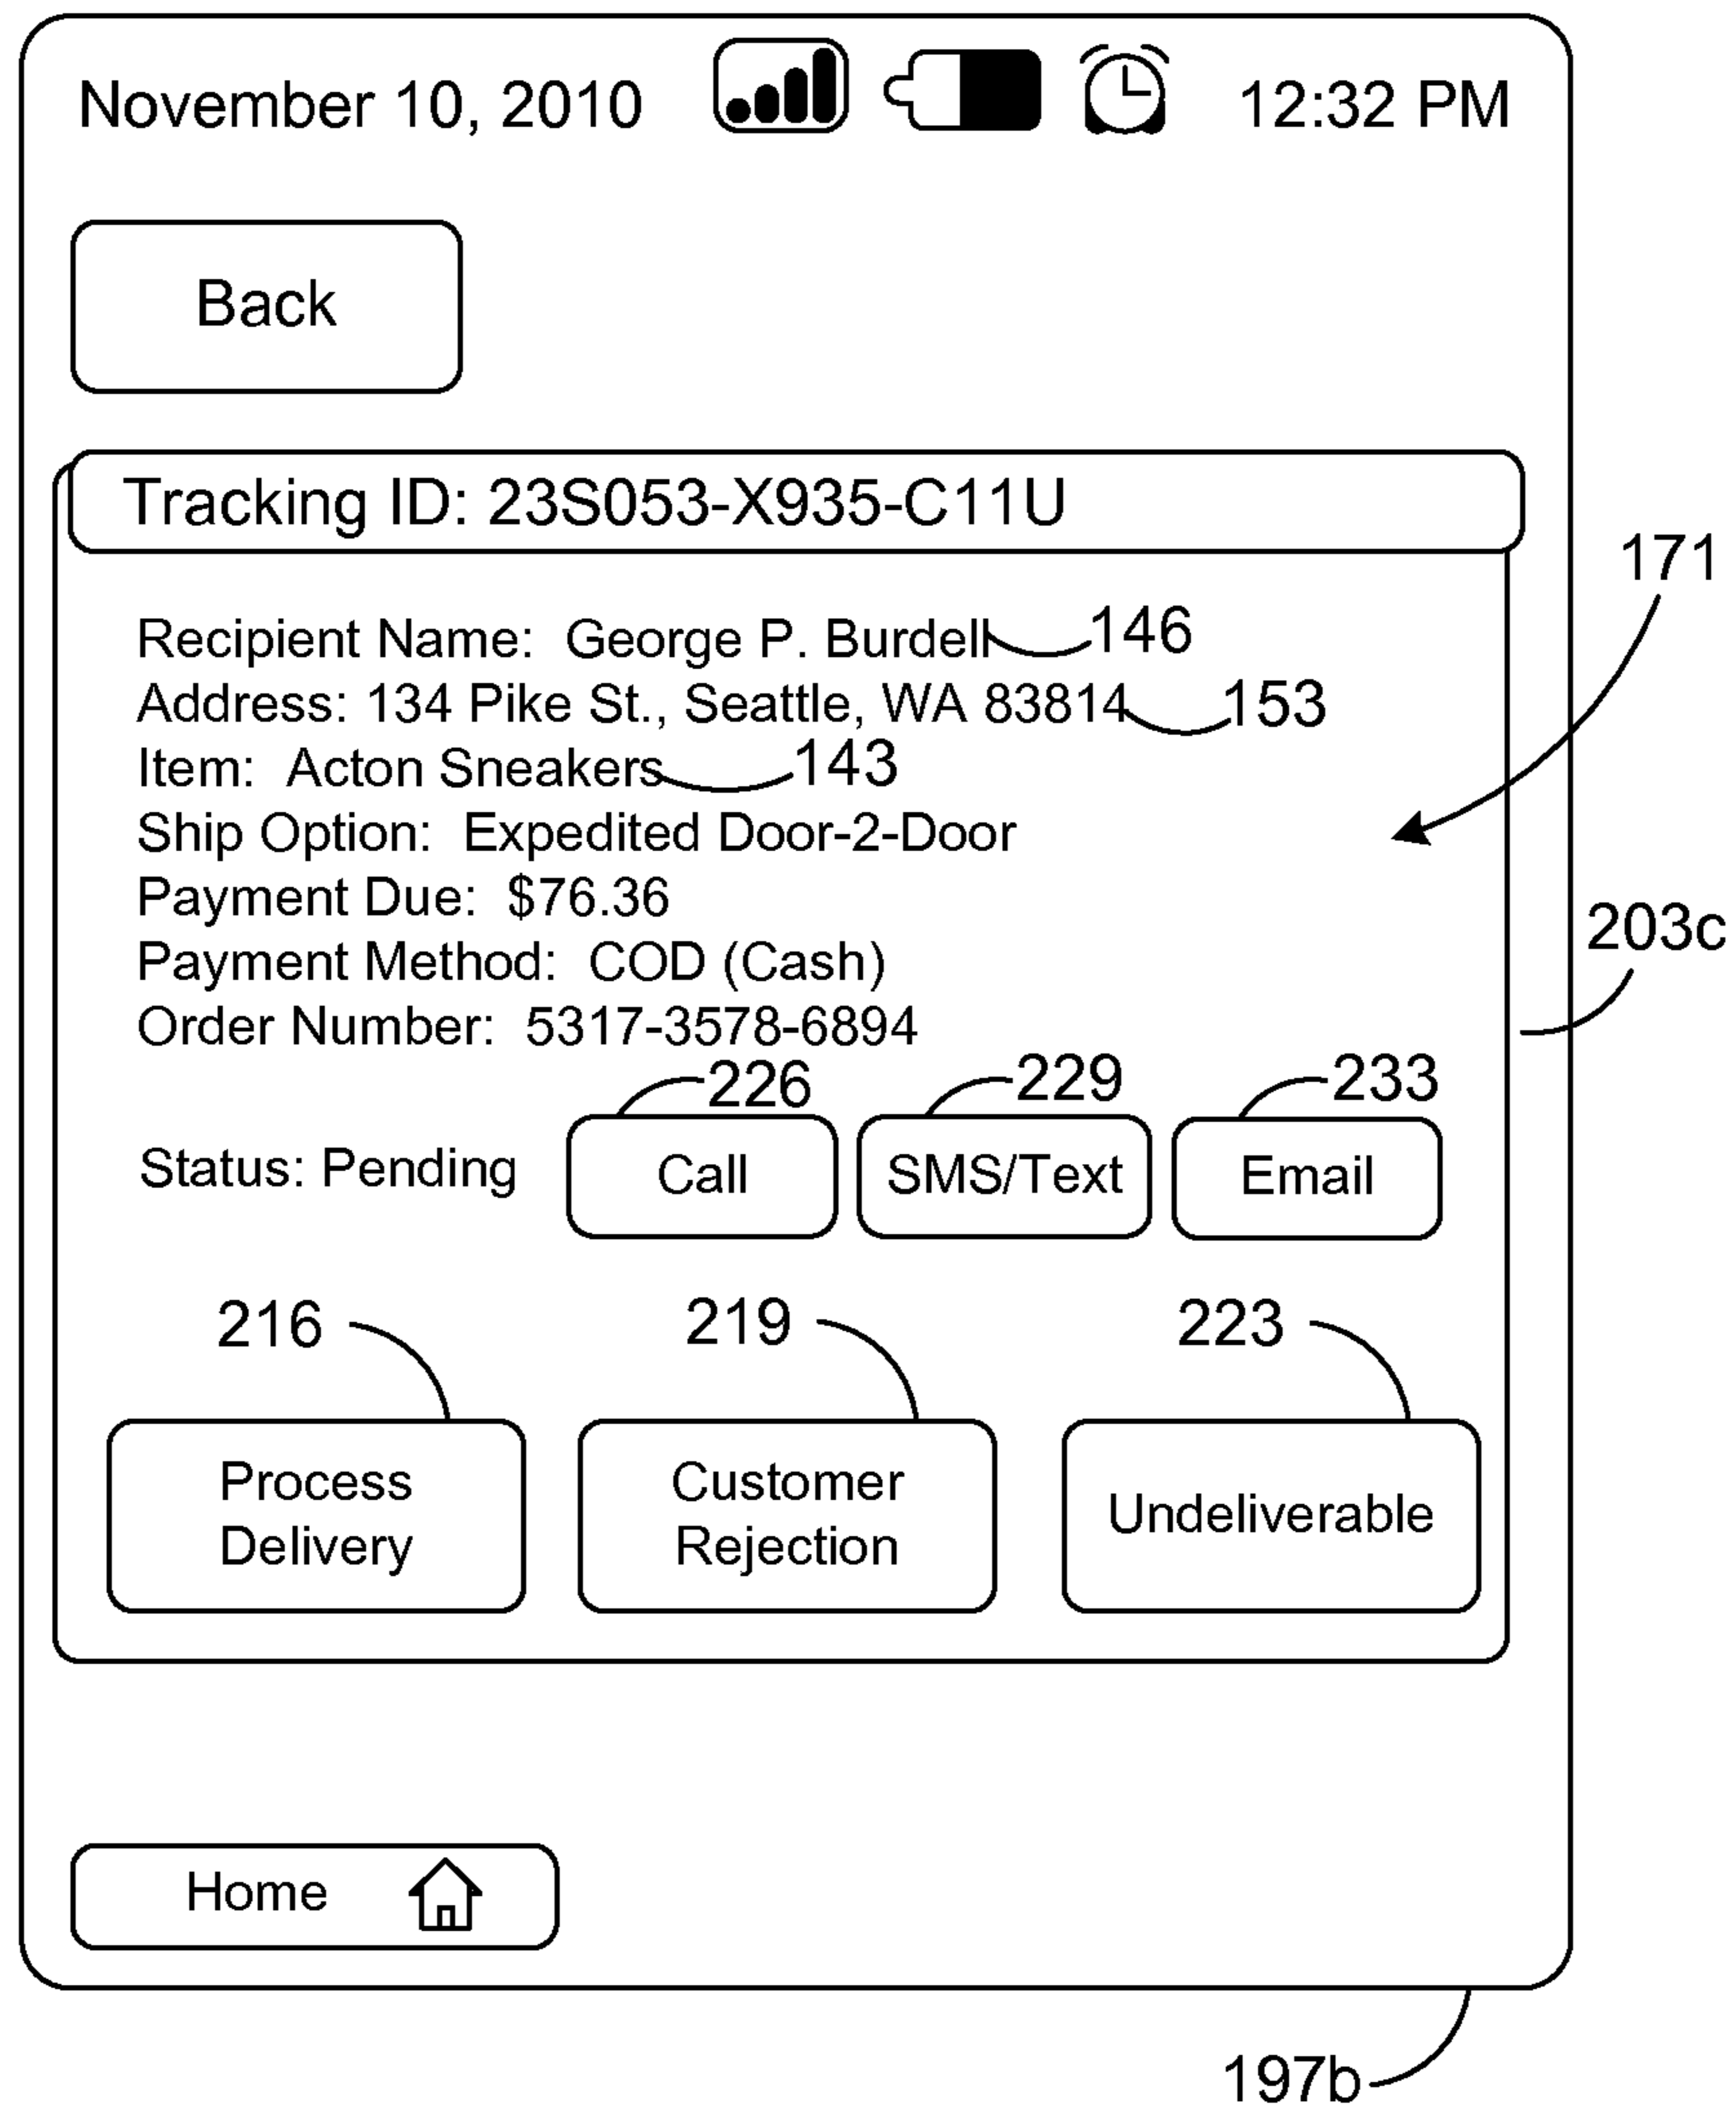 November 10, 2010 12:32 PM
Back
Tracking ID: 23S053-X935-C11U
171
Recipient Name: George P. Burdell 146
Address: 134 Pike St., Seattle, WA 83814 153
Item: Acton Sneakers 143
Ship Option: Expedited Door-2-Door
Payment Due: $76.36
203c
Payment Method: COD (Cash)
Order Number: 5317-3578-6894
226 229 233
Status: Pending Call SMS/Text Email
216 219 223
Process
Delivery
Customer
Rejection
Undeliverable
Home
197b